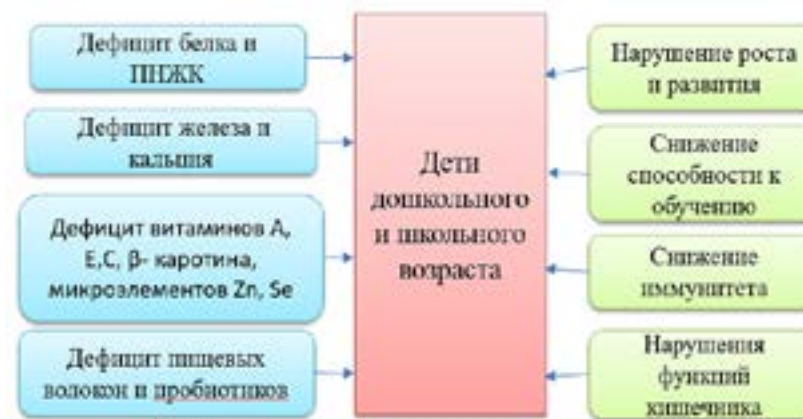 Дефицит белка и
ПНЖК
Дефицит железа и
кальция
Дефицит витаминов А,
Е,С, β- каротина,
микроэлементов Zn, Se
Дефицит пищевых
волокон и пробиотиков
Дети
дошкольного
и школьного
возраста
Нарушение роста
и развития
Снижение
способности к
обучению
Снижение
иммунитета
Нарушения
функций
кишечника